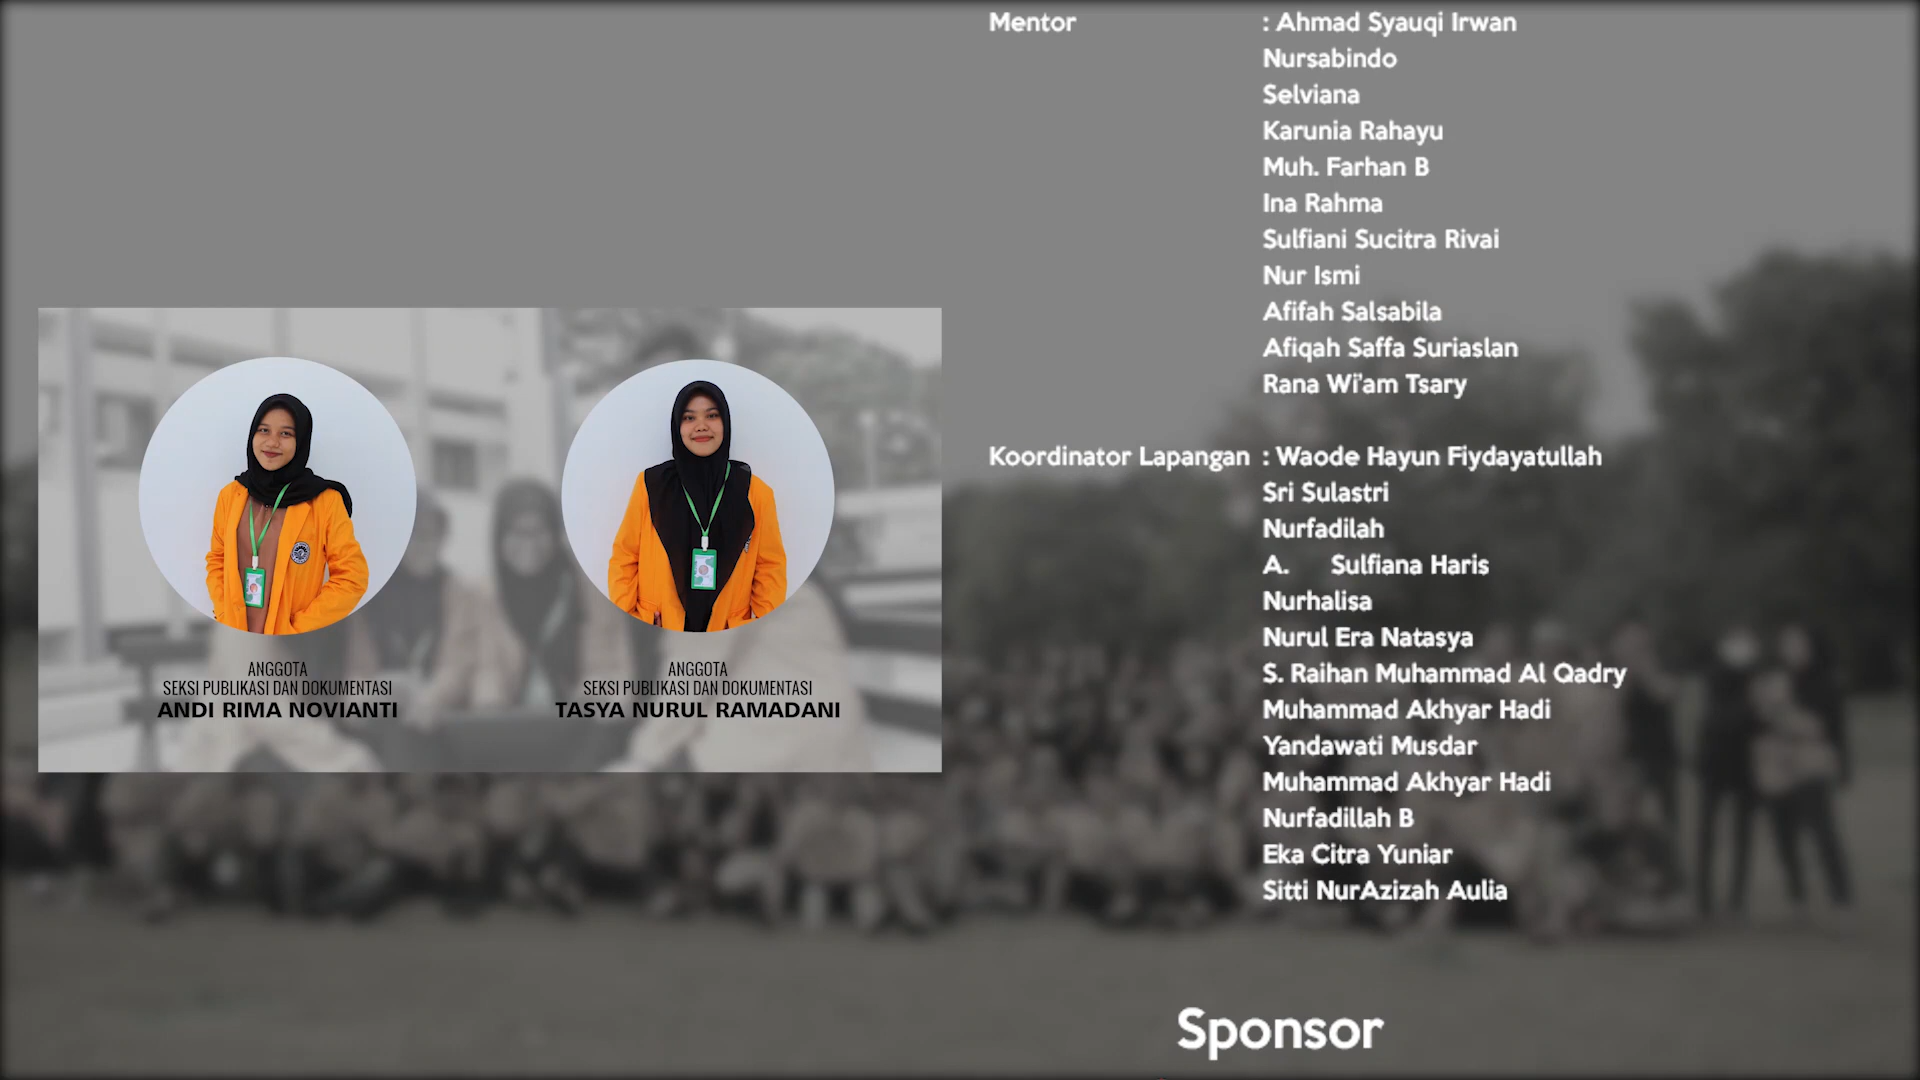 ANGGOTA
SEKSI PUBLIKASI DAN DOKUMENTASI
ANDI RIMA NOVIANTI
ANGGOTA
SEKSI PUBLIKASI DAN DOKUMENTASI
TASYA NURUL RAMADANI
Mentor : Ahmad Syauqi Irwan
Nursabindo
Selviana
Karunia Rahayu
Muh. Farhan B
Ina Rahma
Sulfiani Sucitra Rivai
Nur Ismi
Afifah Salsabila
Afiqah Saffa Suriaslan
Rana Wi'am Tsary
Koordinator Lapangan : Waode Hayun Fiydayatullah
Sri Sulastri
Nurfadilah
A. Sulfiana Haris
Nurhalisa
Nurul Era Natasya
S. Raihan Muhammad Al Qadry
Muhammad Akhyar Hadi
Yandawati Musdar
Muhammad Akhyar Hadi
Nurfadillah B
Eka Citra Yuniar
Sitti NurAzizah Aulia
Sponsor